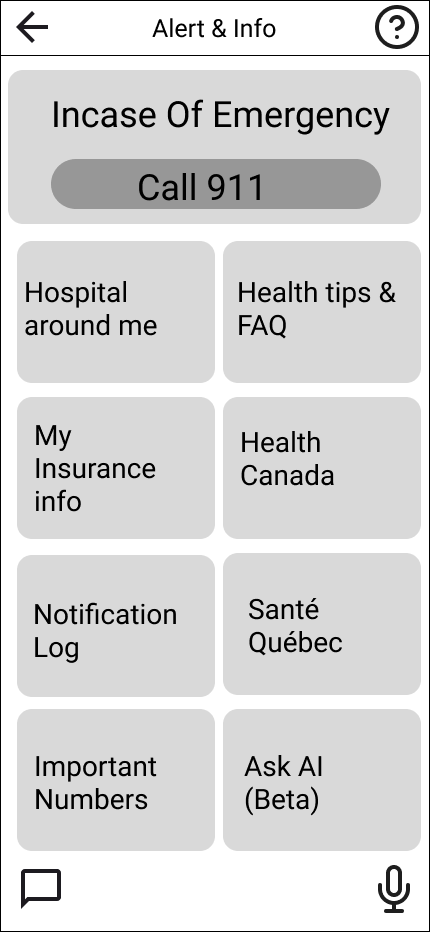 Alert & Info
?
Incase Of Emergency
Call 911
Hospital
around me
Health tips &
FAQ
My
Insurance
info
Health
Canada
Notification
Log
Santé
Québec
Important
Numbers
Ask AI
(Beta)